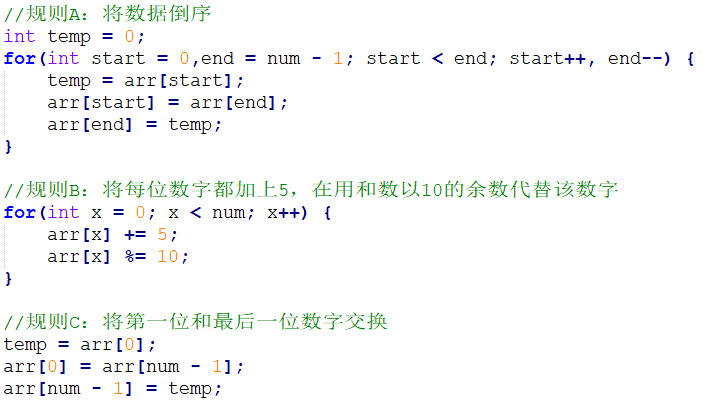 //规则A：将数据倒序
int temp = 0;
for(int start = 0,end = num - 1; start < end; start++, end--) {
    temp = arr[start];
    arr[start] = arr[end];
    arr[end] = temp;
}

//规则B：将每位数字都加上5，在用和数以10的余数代替该数字
for(int x = 0; x < num; x++) {
    arr[x] += 5;
    arr[x] %= 10;
}

//规则C：将第一位和最后一位数字交换
temp = arr[0];
arr[0] = arr[num - 1];
arr[num - 1] = temp;